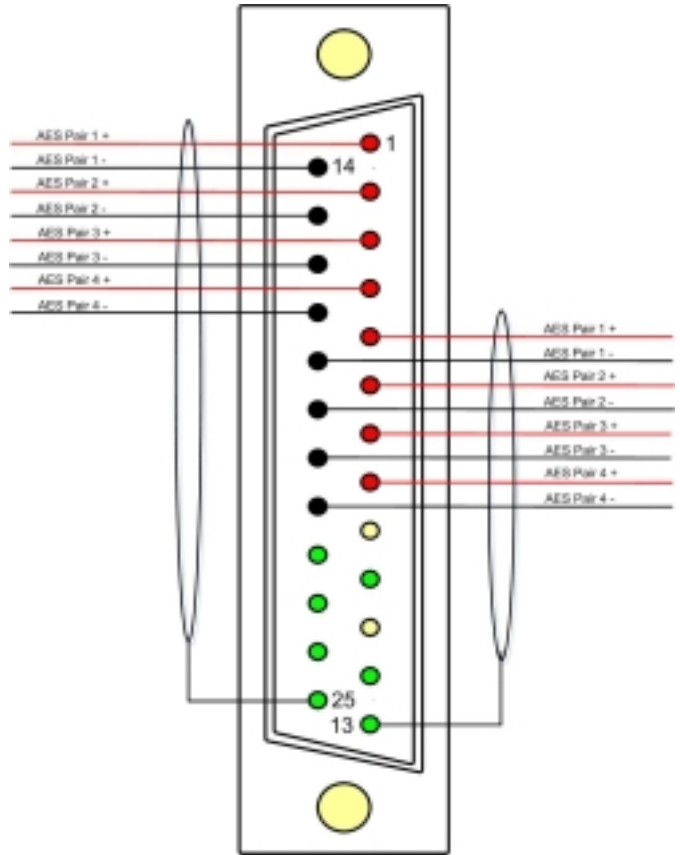 AES Pair 1 +
1
AES Pair 1 -
14
AES Pair 2 +
AES Pair 2 -
AES Pair 3 +
AES Pair 3 -
AES Pair 4 +
AES Pair 4 -
AES Pair 1 +
AES Pair 1 -
AES Pair 2 +
AES Pair 2 -
AES Pair 3 +
AES Pair 3 -
AES Pair 4 +
AES Pair 4 -
25
13